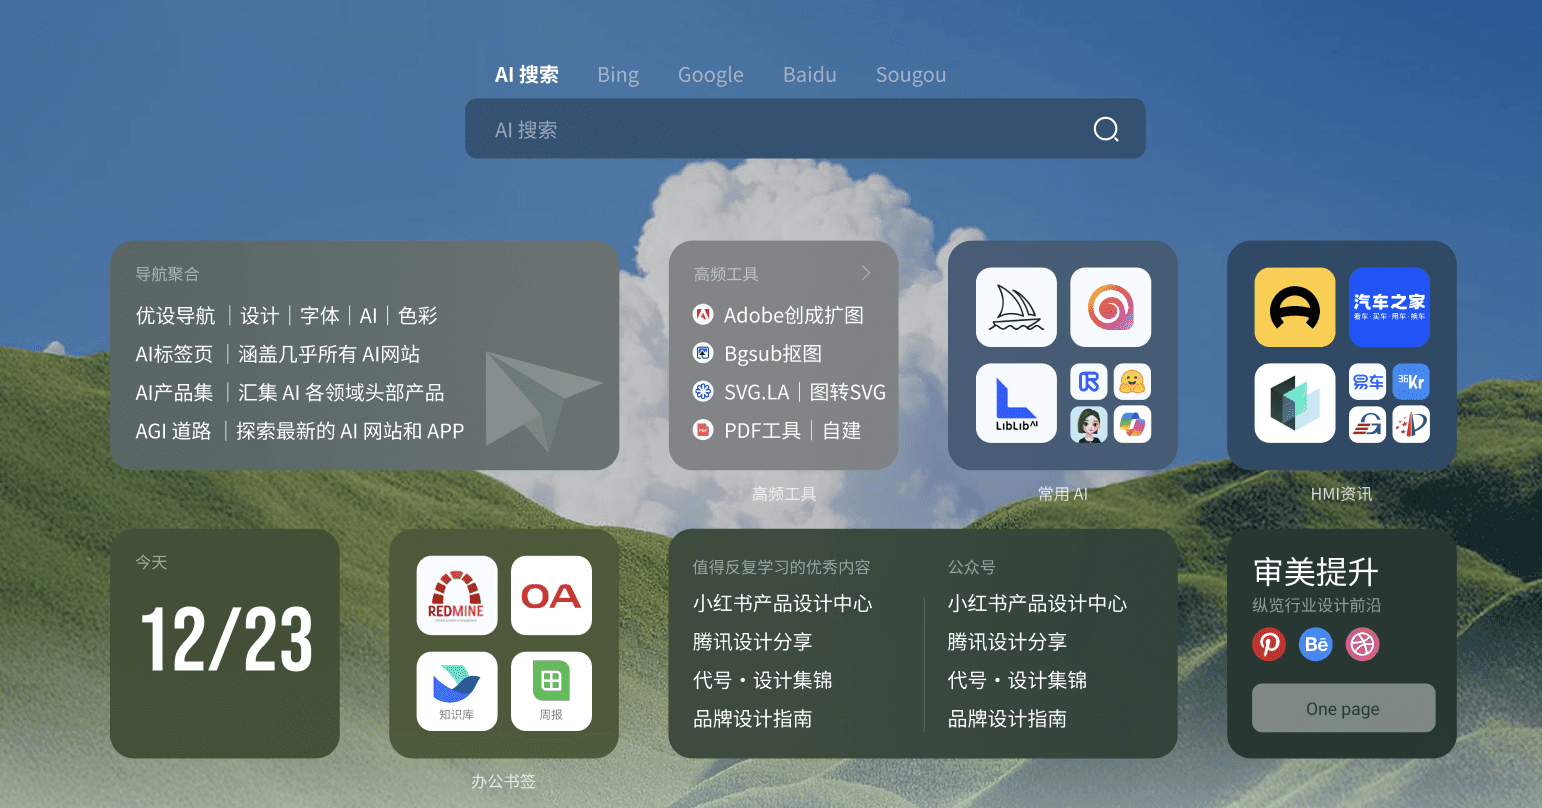 AI 搜索 Bing Google Baidu Sougou
AI 搜索
导航聚合
优设导航 ｜设计｜字体｜AI｜色彩
AI标签页 ｜涵盖几乎所有 AI网站
AI产品集 ｜汇集 AI 各领域头部产品
AGI 道路 ｜探索最新的 AI 网站和 APP
高频工具
Adobe创成扩图
Bgsub抠图
SVG.LA｜图转SVG
PDF
PDF工具｜自建
高频工具
LibLibAI
常用 AI
汽车之家
看车·买车·用车·换车
易车
36Kr
HMI资讯
今天
12/23
REDMINE
OA
知识库
周报
办公书签
值得反复学习的优秀内容
小红书产品设计中心
腾讯设计分享
代号·设计集锦
品牌设计指南
公众号
小红书产品设计中心
腾讯设计分享
代号·设计集锦
品牌设计指南
审美提升
纵览行业设计前沿
Bē
One page